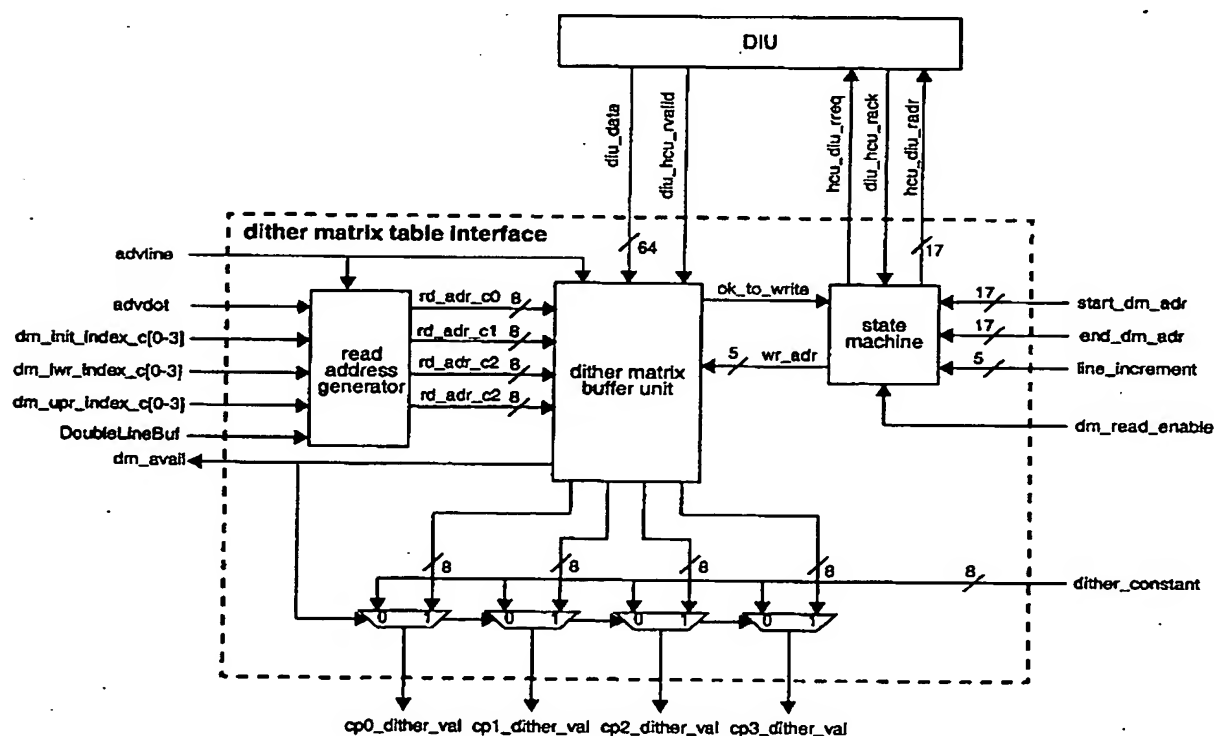 DIU
diu_data
diu_hcu_rvalid
hcu_diu_rreq
diu_hcu_rack
hcu_diu_radr
dither matrix table interface
64
17
advline
advdot
dm_init_index_c[0-3]
dm_lwr_index_c[0-3]
dm_upr_index_c[0-3]
DoubleLineBuf
dm_avail
read
address
generator
rd_adr_c0 8
rd_adr_c1 8
rd_adr_c2 8
rd_adr_c2 8
dither matrix
buffer unit
ok_to_write
5 wr_adr
state
machine
17 start_dm_adr
17 end_dm_adr
5 line_increment
dm_read_enable
8 8 8 8
8 dither_constant
0 1 0 1 0 1 0 1
cp0_dither_val cp1_dither_val cp2_dither_val cp3_dither_val